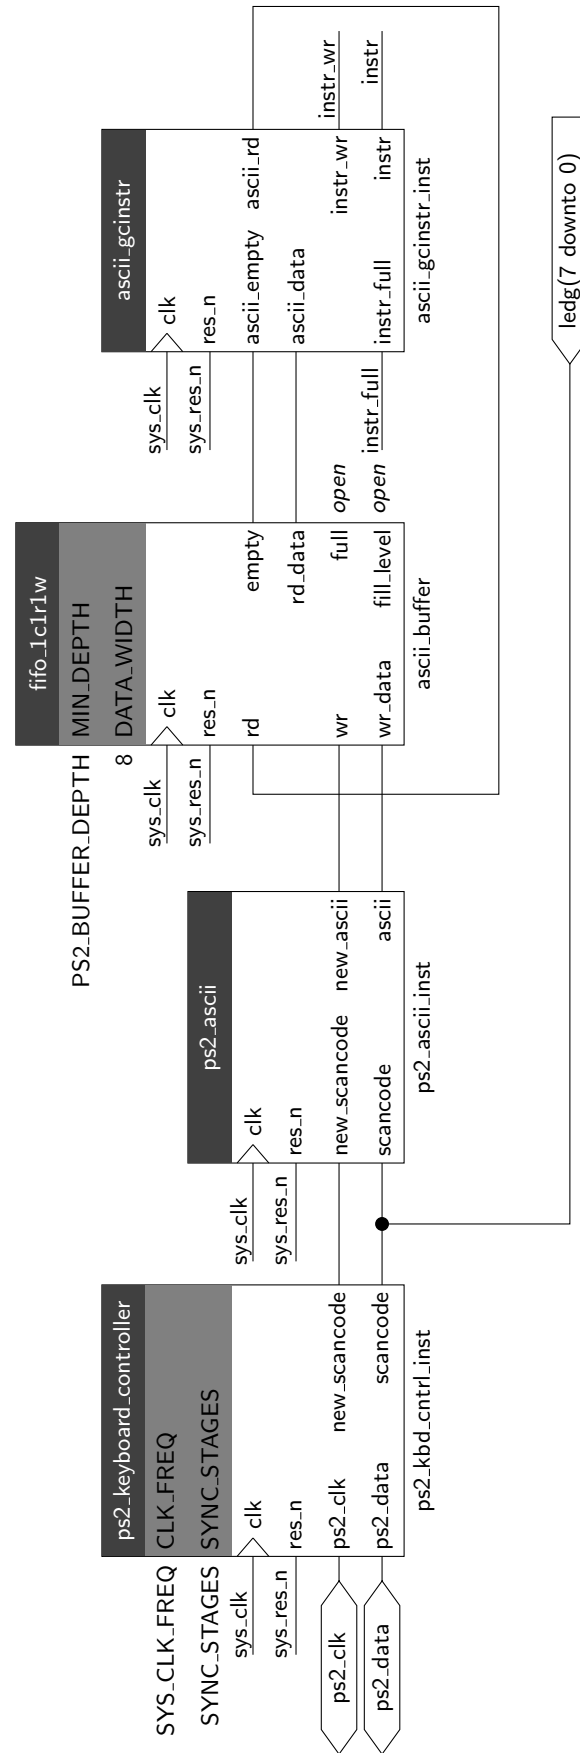 ps2_keyboard_controller
SYS_CLK_FREQ CLK_FREQ
SYNC_STAGES SYNC_STAGES
sys_clk clk
sys_res_n res_n
ps2_clk ps2_clk new_scancode
ps2_data ps2_data scancode
ps2_kbd_cntrl_inst
ps2_ascii
sys_clk clk
sys_res_n res_n
new_scancode new_ascii
scancode ascii
ps2_ascii_inst
fifo_1c1r1w
PS2_BUFFER_DEPTH MIN_DEPTH
8 DATA_WIDTH
sys_clk clk
sys_res_n res_n
rd empty
rd_data
wr full open
wr_data fill_level open
ascii_buffer
ascii_gcinstr
sys_clk clk
sys_res_n res_n
ascii_empty ascii_rd
ascii_data
instr_wr instr_wr
instr_full instr_full instr instr
ascii_gcinstr_inst
ledg(7 downto 0)